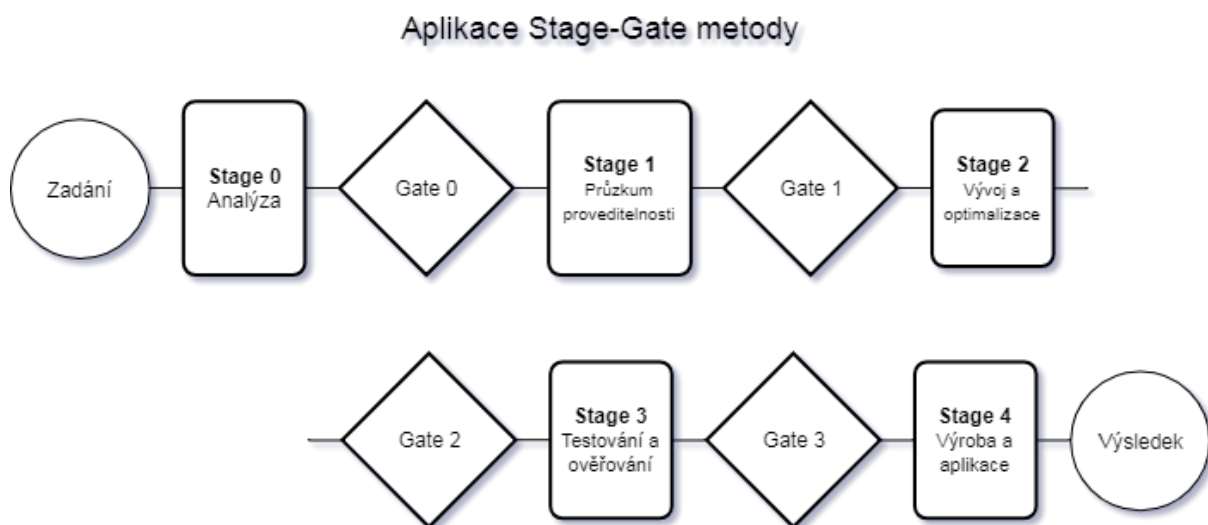 Aplikace Stage-Gate metody
Zadání
Stage 0
Analýza
Gate 0
Stage 1
Průzkum
proveditelnosti
Gate 1
Stage 2
Vývoj a
optimalizace
Gate 2
Stage 3
Testování a
ověřování
Gate 3
Stage 4
Výroba a
aplikace
Výsledek